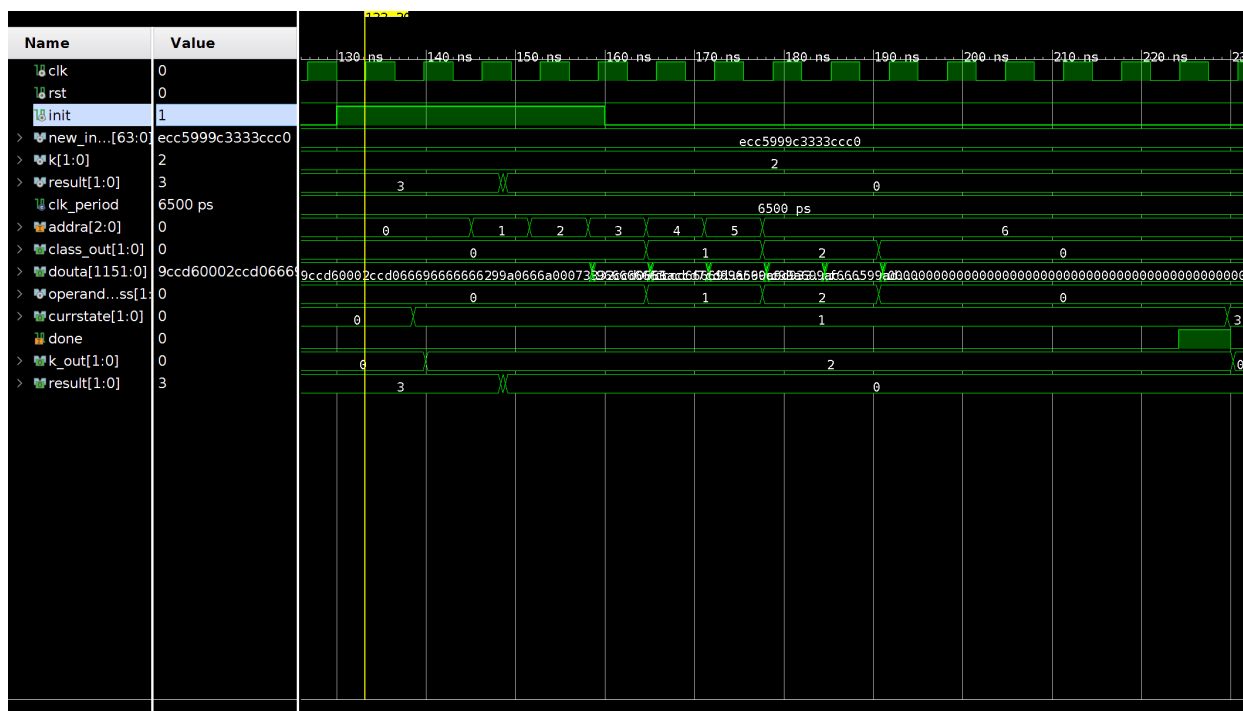 Name Value
130 ns 140 ns 150 ns 160 ns 170 ns 180 ns 190 ns 200 ns 210 ns 220 ns
clk 0
rst 0
init 1
new_in...[63:0] ecc5999c3333ccc0 ecc5999c3333ccc0
k[1:0] 2 2
result[1:0] 3 3 0
clk_period 6500 ps 6500 ps
addra[2:0] 0 0 1 2 3 4 5 6
class_out[1:0] 0 0 1 2 0
douta[1151:0] 9ccd60002ccd0666
operand...ss[1: 0 0 1 2 0
currstate[1:0] 0 0 1 3
done 0
k_out[1:0] 0 0 2 0
result[1:0] 3 3 0